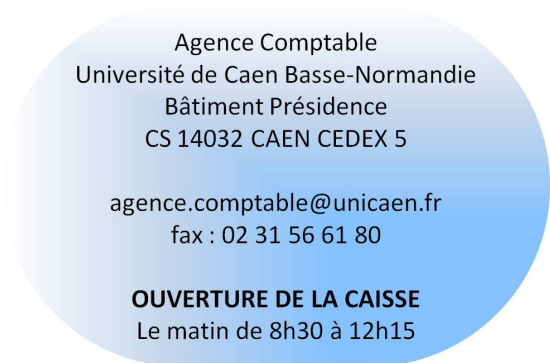 Agence Comptable
Université de Caen Basse-Normandie
Bâtiment Présidence
CS 14032 CAEN CEDEX 5
agence.comptable@unicaen.fr
fax : 02 31 56 61 80
OUVERTURE DE LA CAISSE
Le matin de 8h30 à 12h15